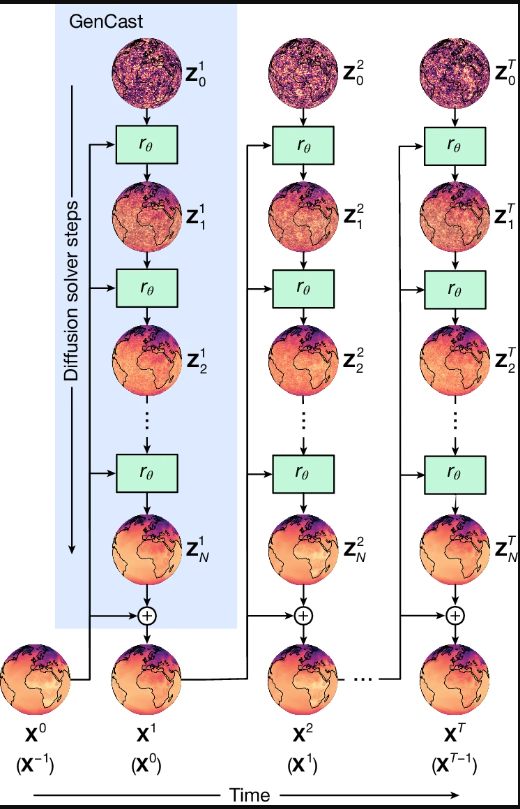 GenCast
Z_0^1
Z_0^2
Z_0^T
r_θ
r_θ
r_θ
Z_1^1
Z_1^2
Z_1^T
r_θ
r_θ
r_θ
Diffusion solver steps
Z_2^1
Z_2^2
Z_2^T
⋮
⋮
⋮
r_θ
r_θ
r_θ
Z_N^1
Z_N^2
Z_N^T
+
+
+
...
X^0
X^1
X^2
X^T
(X^{-1})
(X^0)
(X^1)
(X^{T-1})
Time